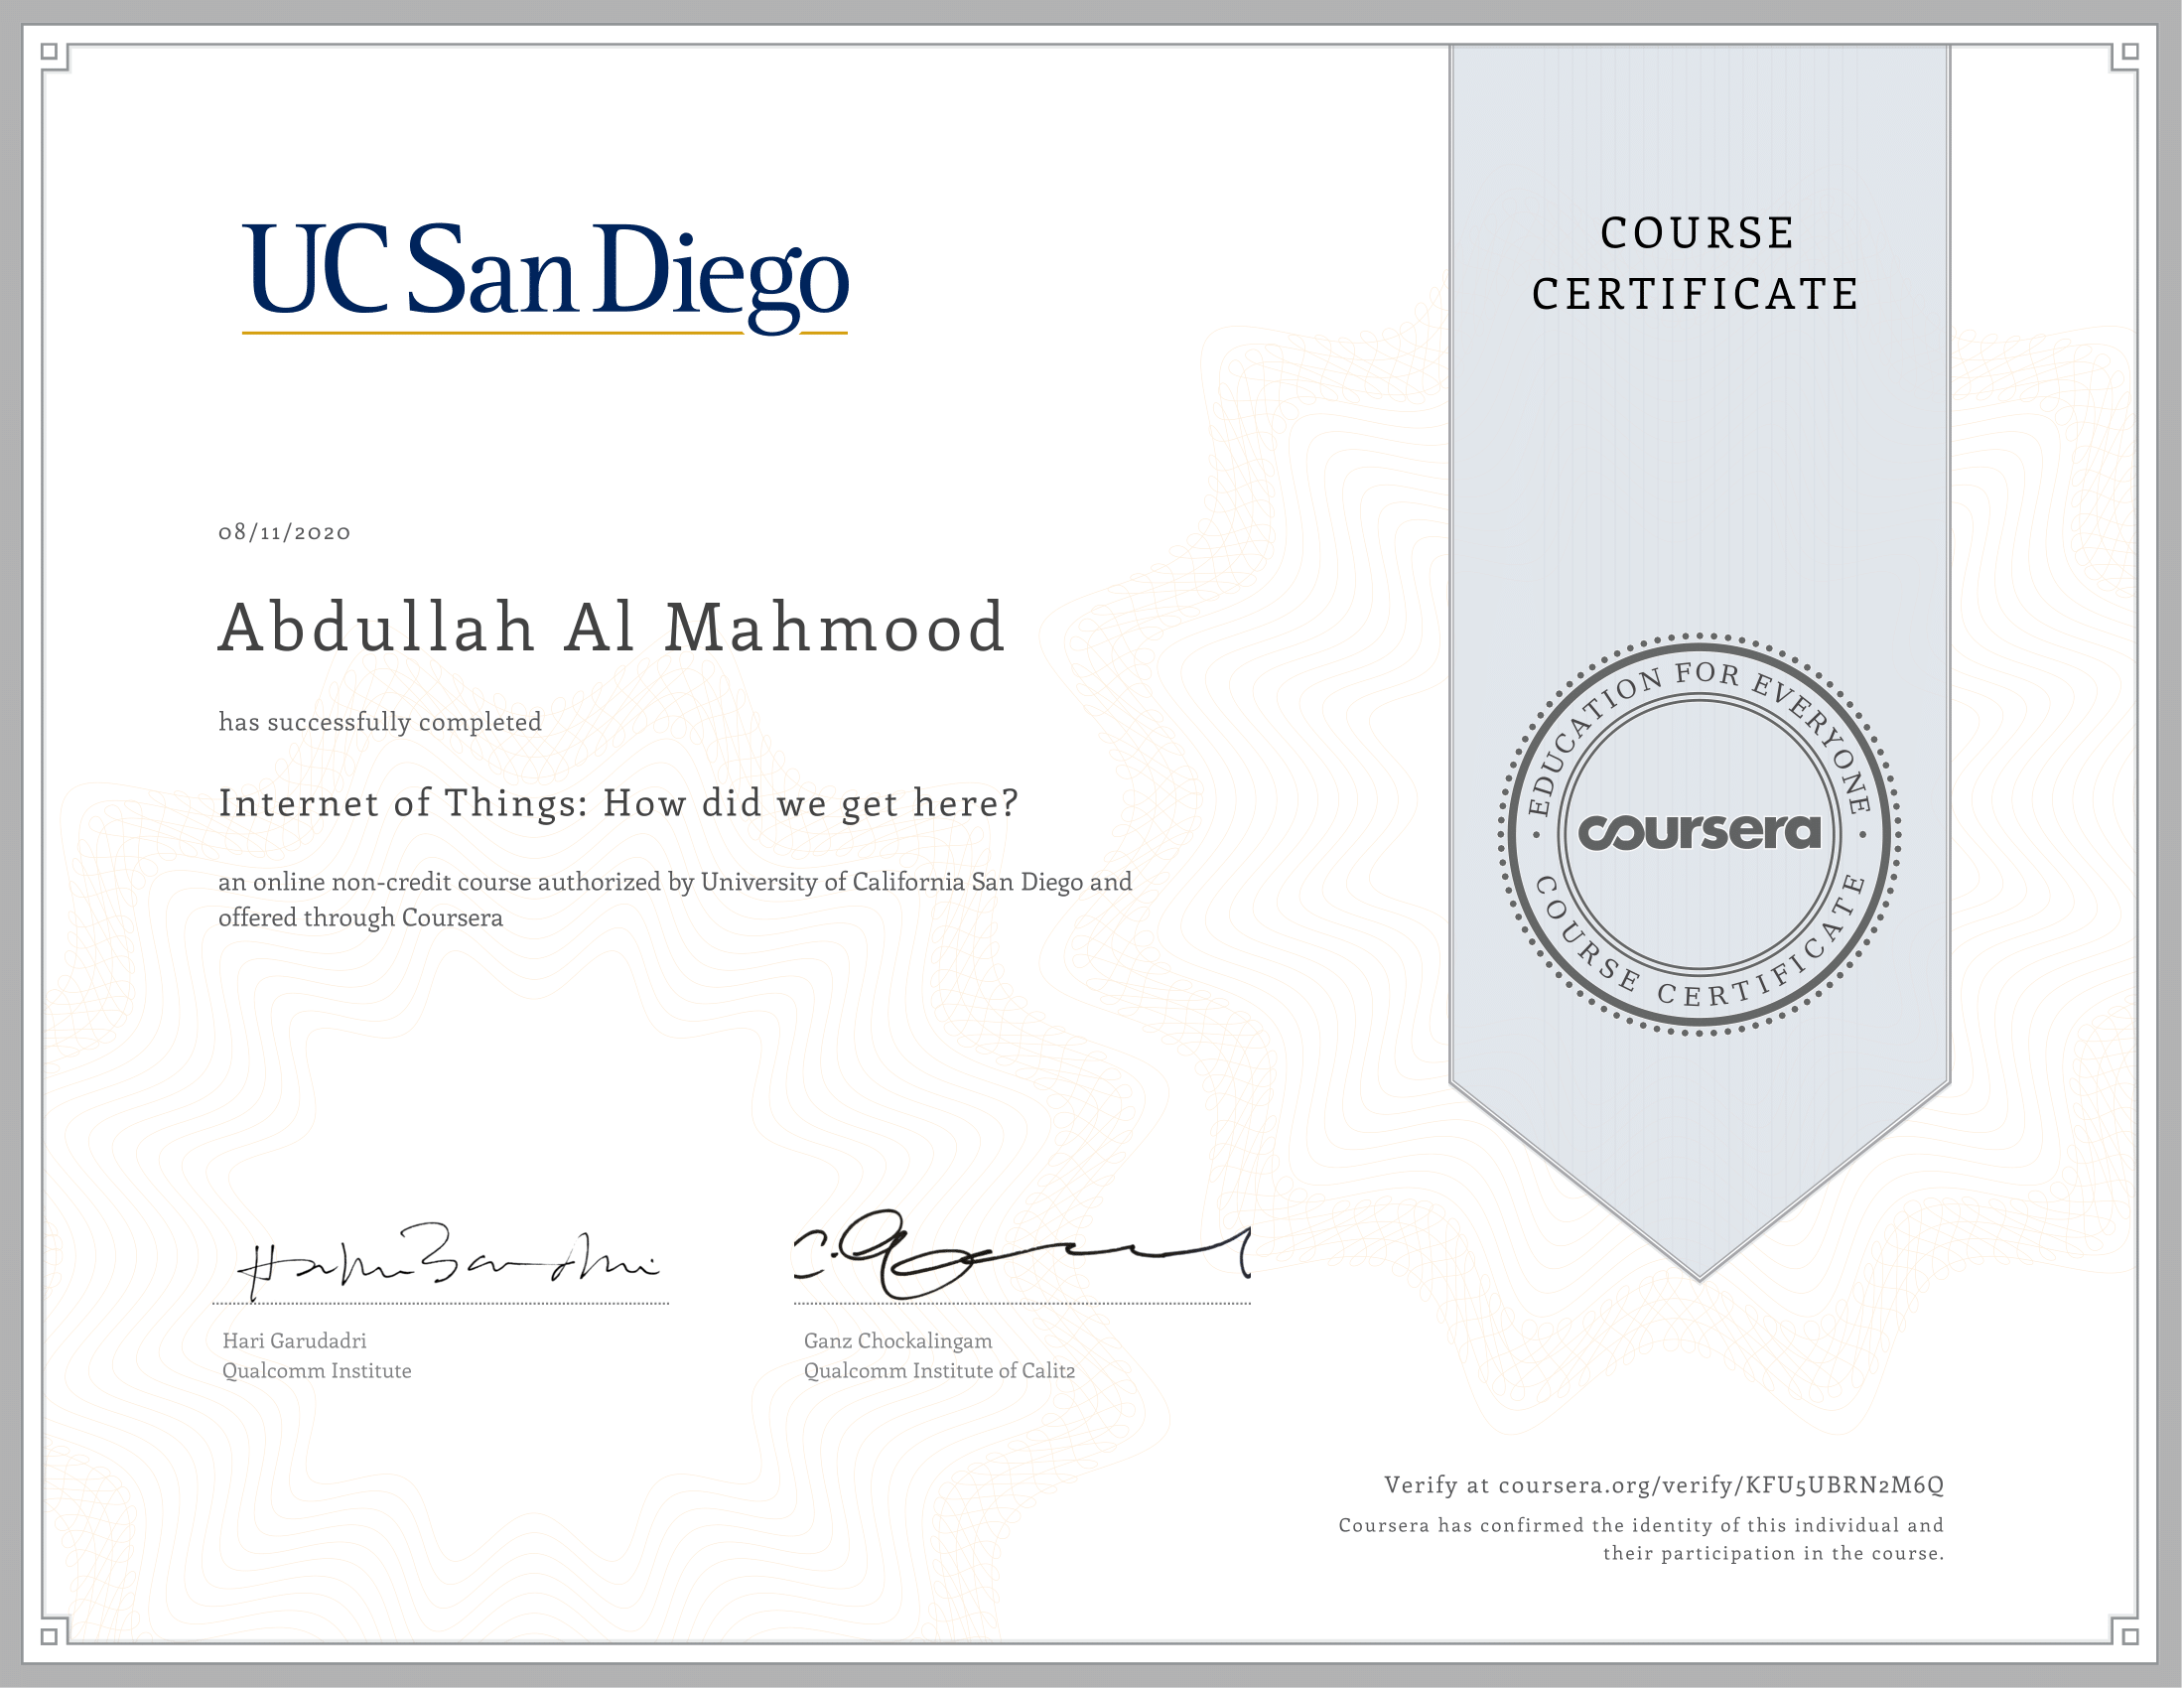 UC San Diego
COURSE
CERTIFICATE
08/11/2020
Abdullah Al Mahmood
has successfully completed
Internet of Things: How did we get here?
an online non-credit course authorized by University of California San Diego and
offered through Coursera
EDUCATION FOR EVERYONE
coursera
COURSE CERTIFICATE
Hari Garudadri
Qualcomm Institute
Ganz Chockalingam
Qualcomm Institute of Calit2
Verify at coursera.org/verify/KFU5UBRN2M6Q
Coursera has confirmed the identity of this individual and
their participation in the course.